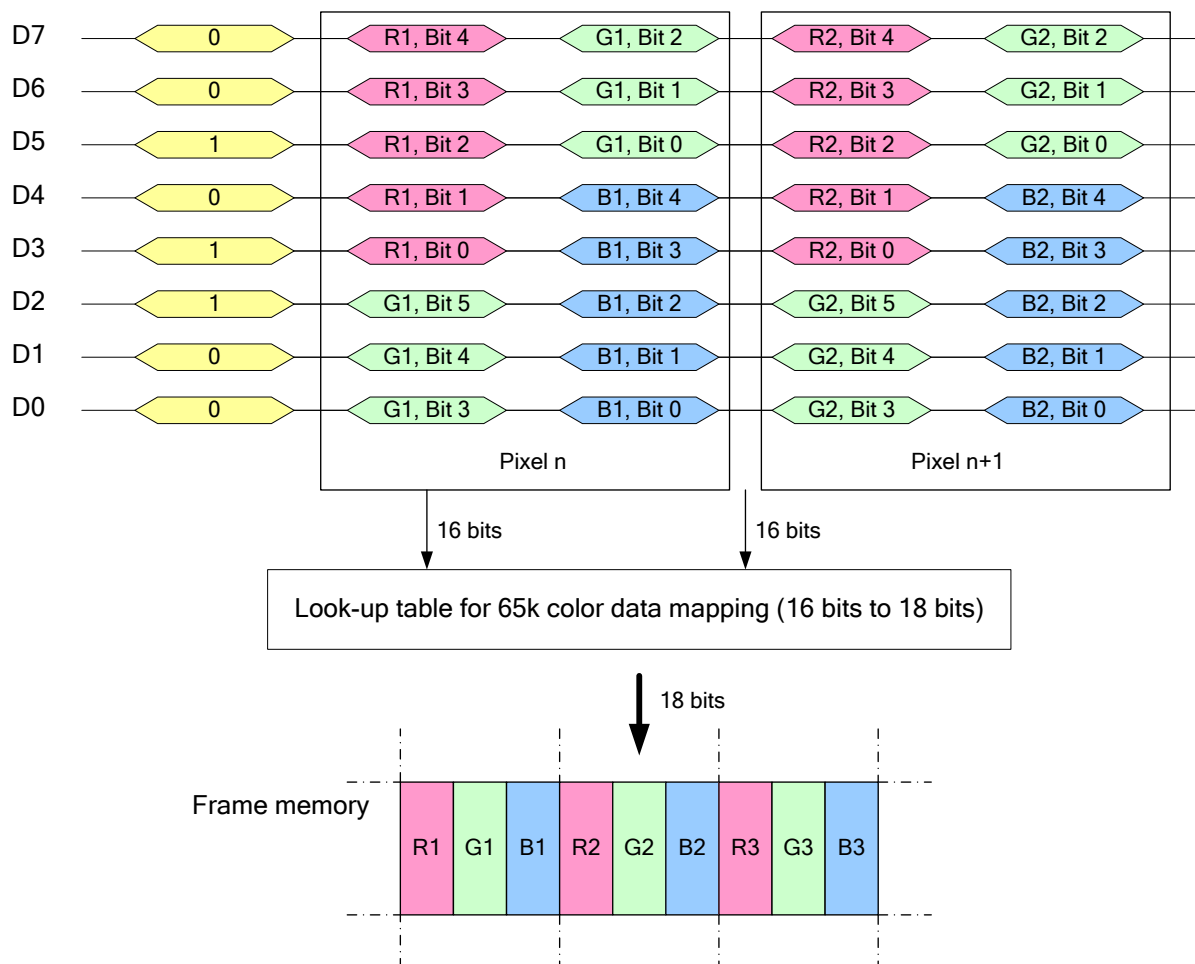 D7 0 R1, Bit 4 G1, Bit 2 R2, Bit 4 G2, Bit 2
D6 0 R1, Bit 3 G1, Bit 1 R2, Bit 3 G2, Bit 1
D5 1 R1, Bit 2 G1, Bit 0 R2, Bit 2 G2, Bit 0
D4 0 R1, Bit 1 B1, Bit 4 R2, Bit 1 B2, Bit 4
D3 1 R1, Bit 0 B1, Bit 3 R2, Bit 0 B2, Bit 3
D2 1 G1, Bit 5 B1, Bit 2 G2, Bit 5 B2, Bit 2
D1 0 G1, Bit 4 B1, Bit 1 G2, Bit 4 B2, Bit 1
D0 0 G1, Bit 3 B1, Bit 0 G2, Bit 3 B2, Bit 0
Pixel n Pixel n+1
16 bits 16 bits
Look-up table for 65k color data mapping (16 bits to 18 bits)
18 bits
Frame memory
R1 G1 B1 R2 G2 B2 R3 G3 B3